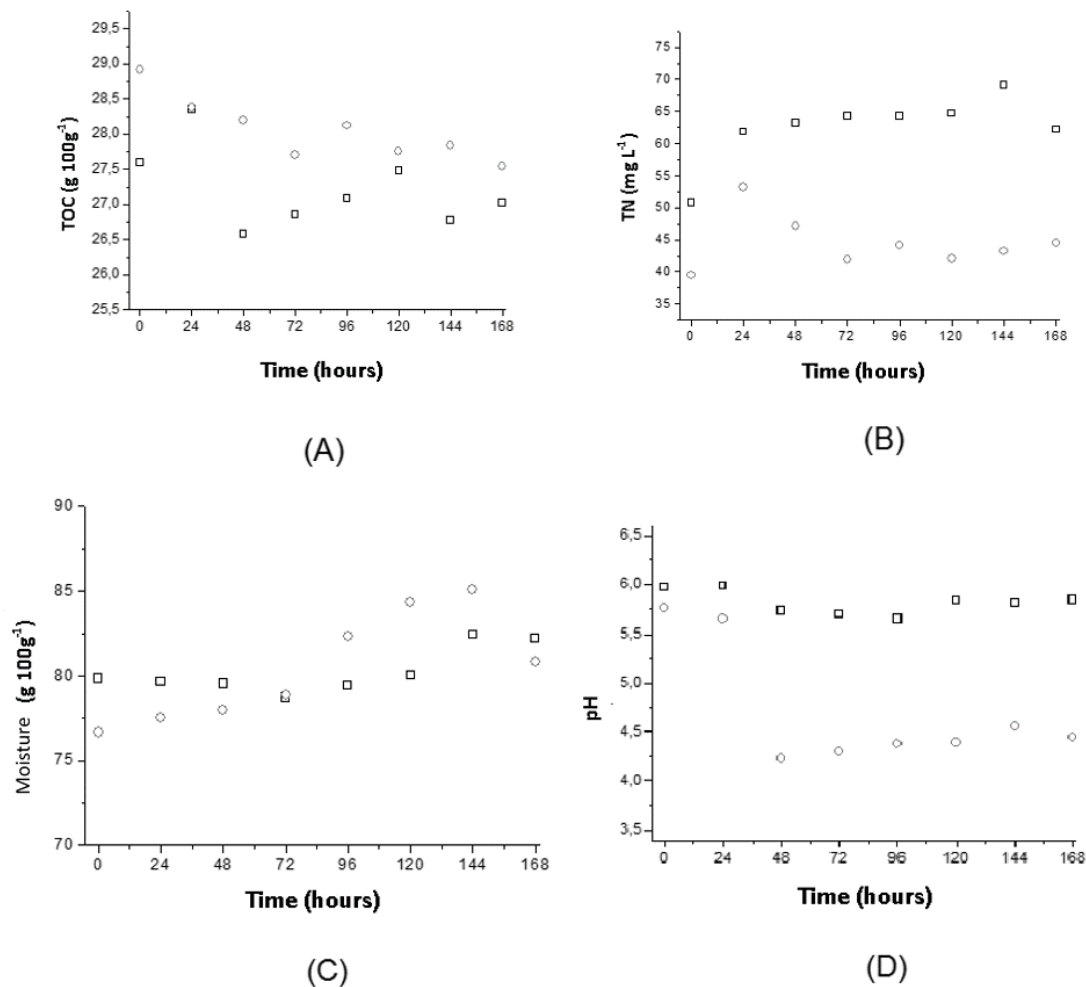 29,5
29,0
28,5
28,0
27,5
27,0
26,5
26,0
25,5
TOC (g 100g⁻¹)
0 24 48 72 96 120 144 168
Time (hours)
(A)
75
70
65
60
55
50
45
40
35
TN (mg L⁻¹)
0 24 48 72 96 120 144 168
Time (hours)
(B)
90
85
80
75
70
Moisture (g 100g⁻¹)
0 24 48 72 96 120 144 168
Time (hours)
(C)
6,5
6,0
5,5
5,0
4,5
4,0
3,5
pH
0 24 48 72 96 120 144 168
Time (hours)
(D)